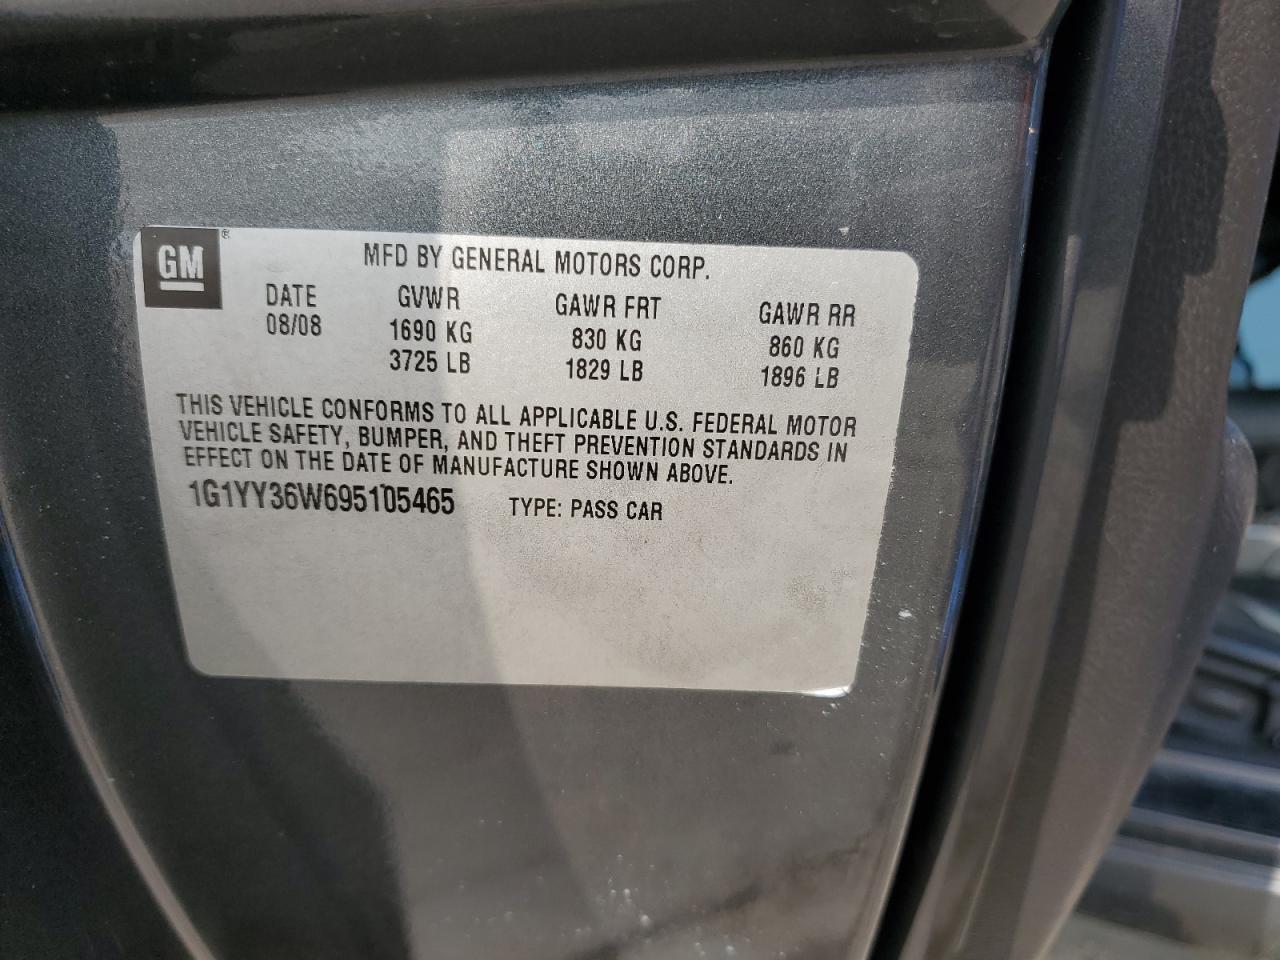 GM®
MFD BY GENERAL MOTORS CORP.
DATE GVWR GAWR FRT GAWR RR
08/08 1690 KG 830 KG 860 KG
3725 LB 1829 LB 1896 LB
THIS VEHICLE CONFORMS TO ALL APPLICABLE U.S. FEDERAL MOTOR
VEHICLE SAFETY, BUMPER, AND THEFT PREVENTION STANDARDS IN
EFFECT ON THE DATE OF MANUFACTURE SHOWN ABOVE.
1G1YY36W695105465 TYPE: PASS CAR